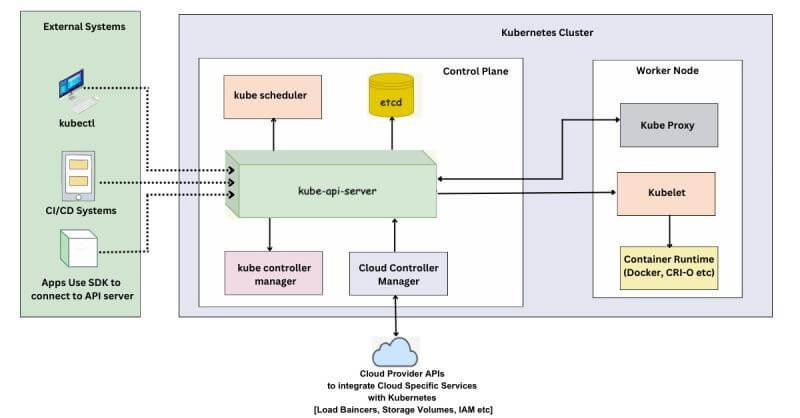 External Systems
kubectl
CI/CD Systems
Apps Use SDK to
connect to API server
Kubernetes Cluster
Control Plane
kube scheduler
etcd
kube-api-server
kube controller
manager
Cloud Controller
Manager
Worker Node
Kube Proxy
Kubelet
Container Runtime
(Docker, CRI-O etc)
Cloud Provider APIs
to integrate Cloud Specific Services
with Kubernetes
[Load Baincers, Storage Volumes, IAM etc]